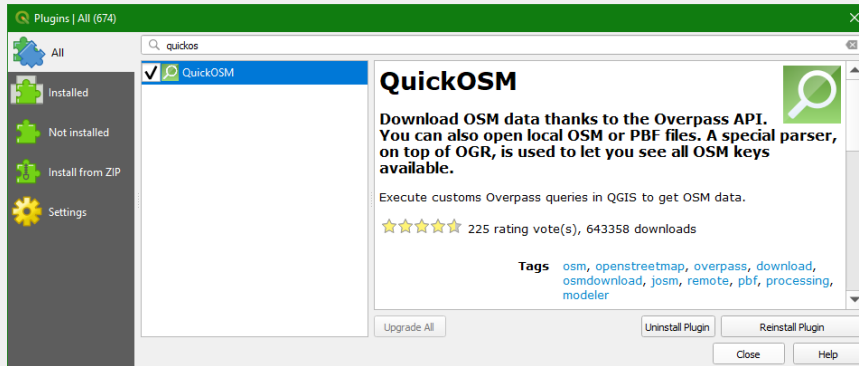 Plugins | All (674)
All
Installed
Not installed
Install from ZIP
Settings
quickos
QuickOSM
QuickOSM
Download OSM data thanks to the Overpass API.
You can also open local OSM or PBF files. A special parser,
on top of OGR, is used to let you see all OSM keys
available.
Execute customs Overpass queries in QGIS to get OSM data.
225 rating vote(s), 643358 downloads
Tags osm, openstreetmap, overpass, download,
osmdownload, josm, remote, pbf, processing,
modeler
Upgrade All
Uninstall Plugin
Reinstall Plugin
Close
Help